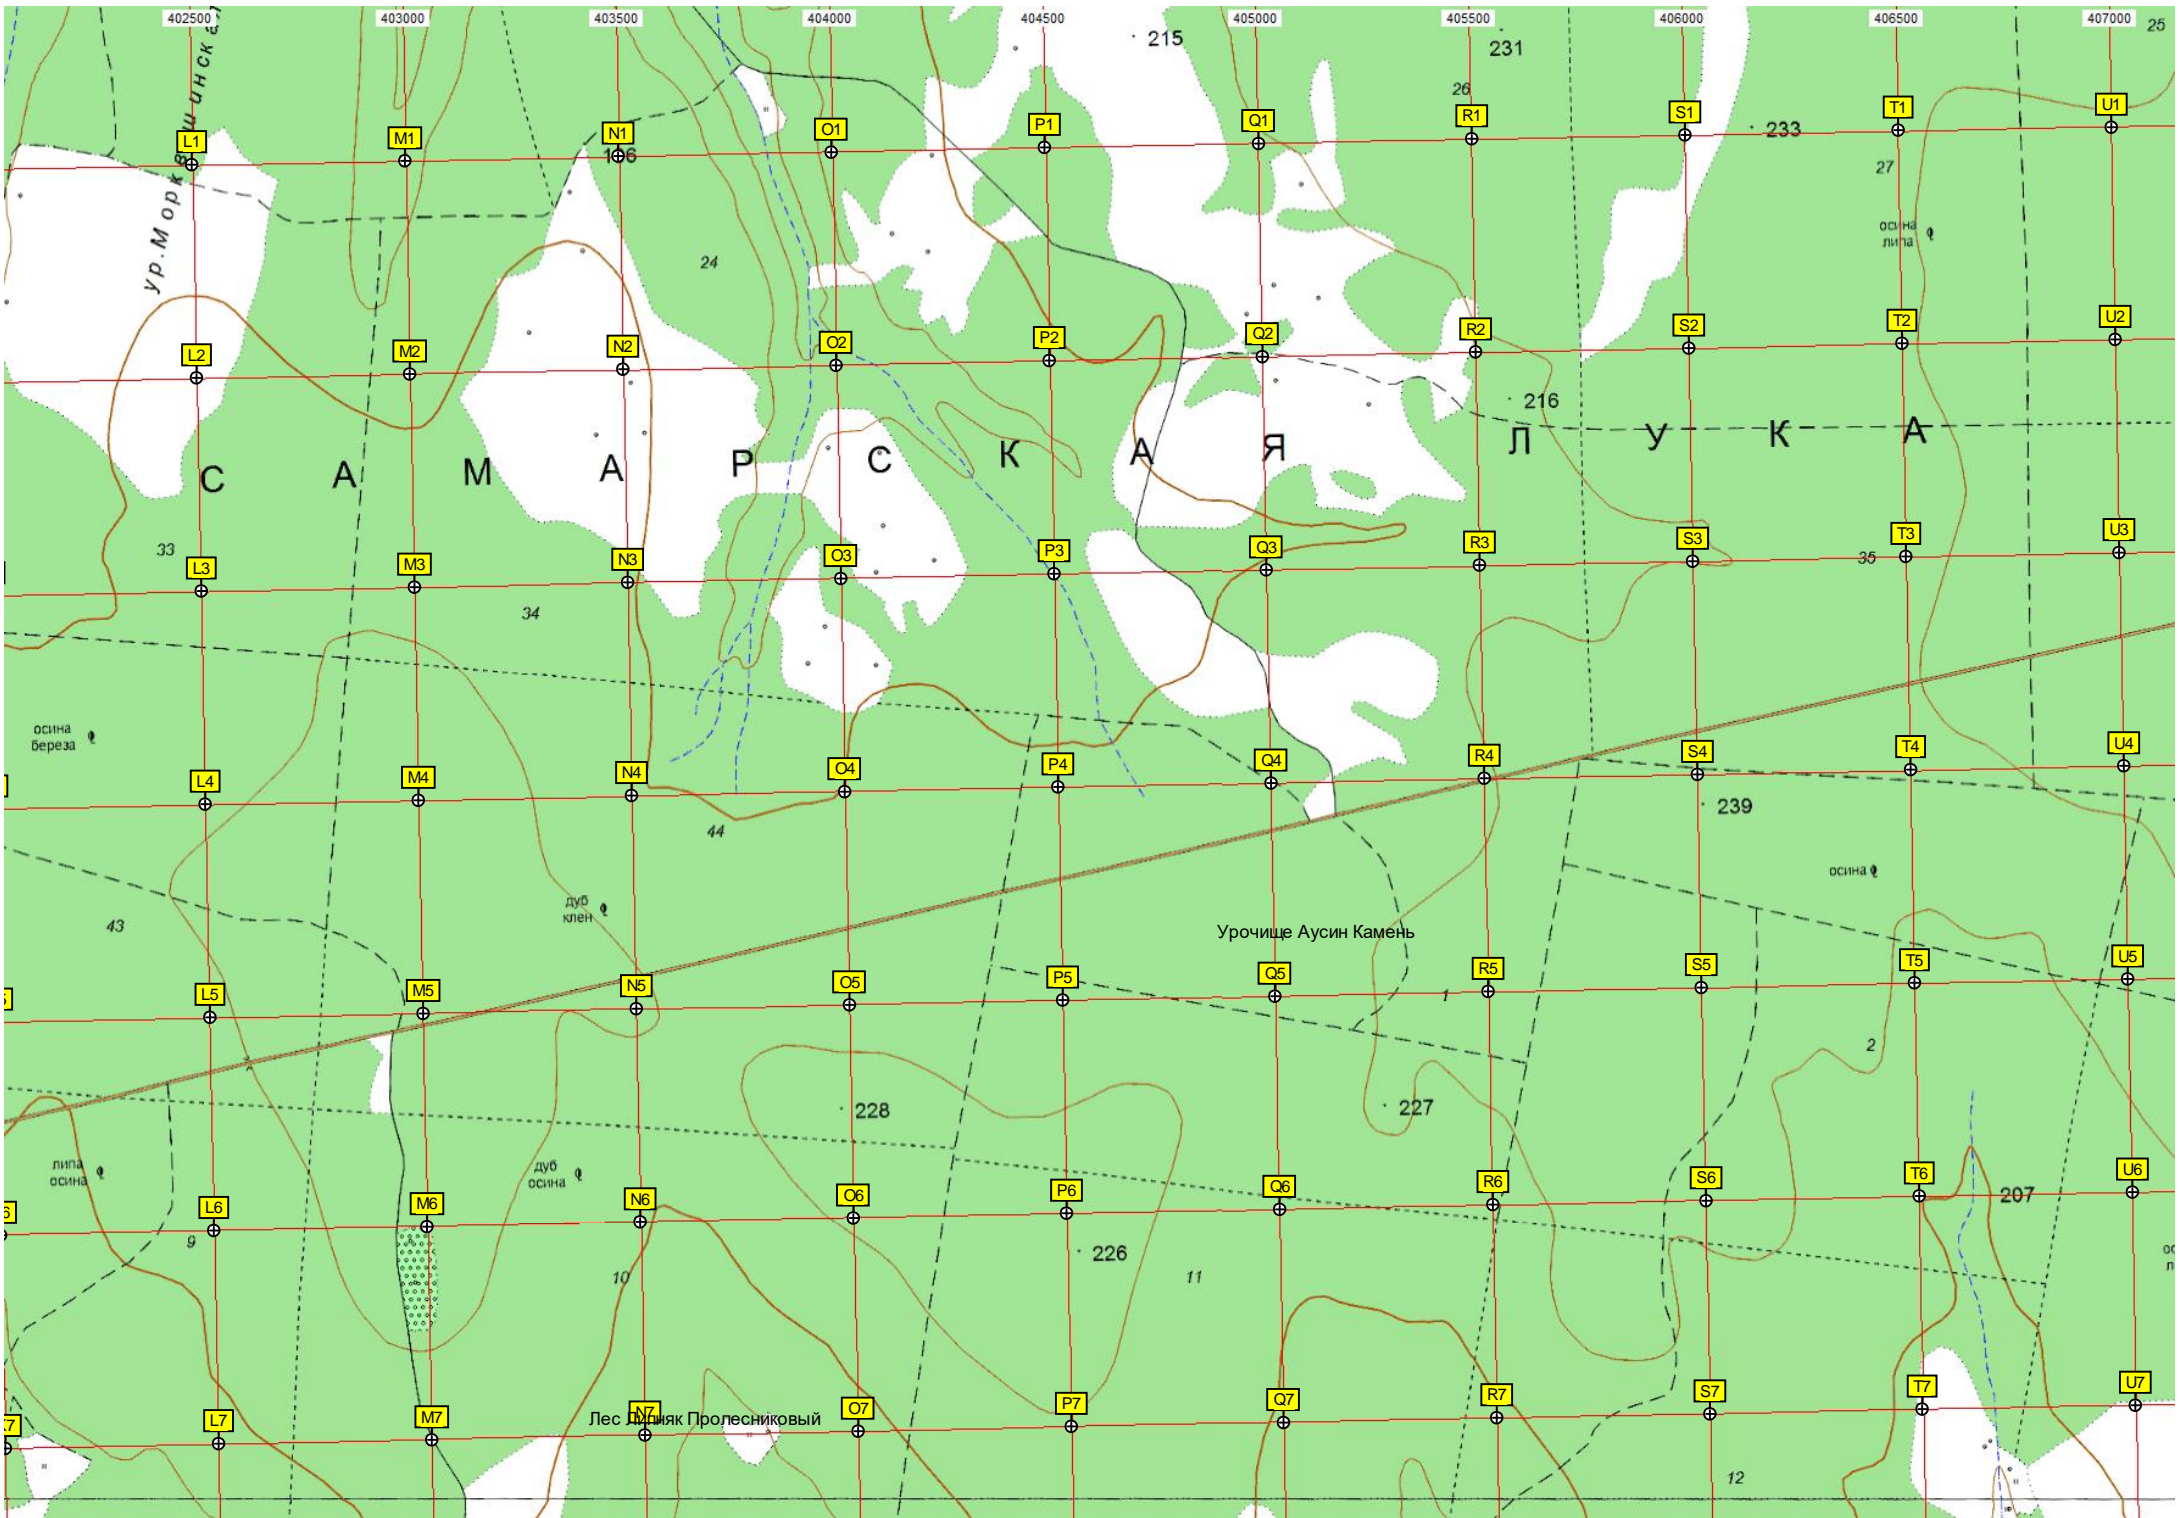 402500 403000 403500 404000 404500 405000 405500 406000 406500 407000
25
215
231
26
ур. Морквашинская
L1 M1 N1 O1 P1 Q1 R1 S1 T1 U1
233
27
24
осина
липа
L2 M2 N2 O2 P2 Q2 R2 S2 T2 U2
216
САМАРСКАЯ ЛУКА
33
L3 M3 N3 O3 P3 Q3 R3 S3 T3 U3
35
34
осина
береза
L4 M4 N4 O4 P4 Q4 R4 S4 T4 U4
239
44
осина
дуб
клен
43
Урочище Аусин Камень
L5 M5 N5 O5 P5 Q5 R5 S5 T5 U5
1
2
228
227
липа
осина
дуб
осина
L6 M6 N6 O6 P6 Q6 R6 S6 T6 U6
207
9
226
10
11
L7 M7 N7 O7 P7 Q7 R7 S7 T7 U7
Лес Липняк Пролесниковый
12